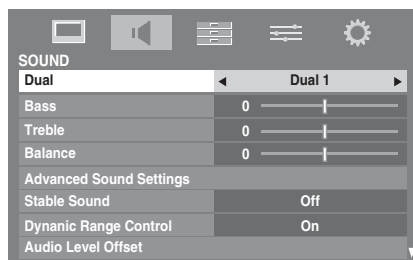 SOUND
Dual Dual 1
Bass 0
Treble 0
Balance 0
Advanced Sound Settings
Stable Sound Off
Dynanic Range Control On
Audio Level Offset